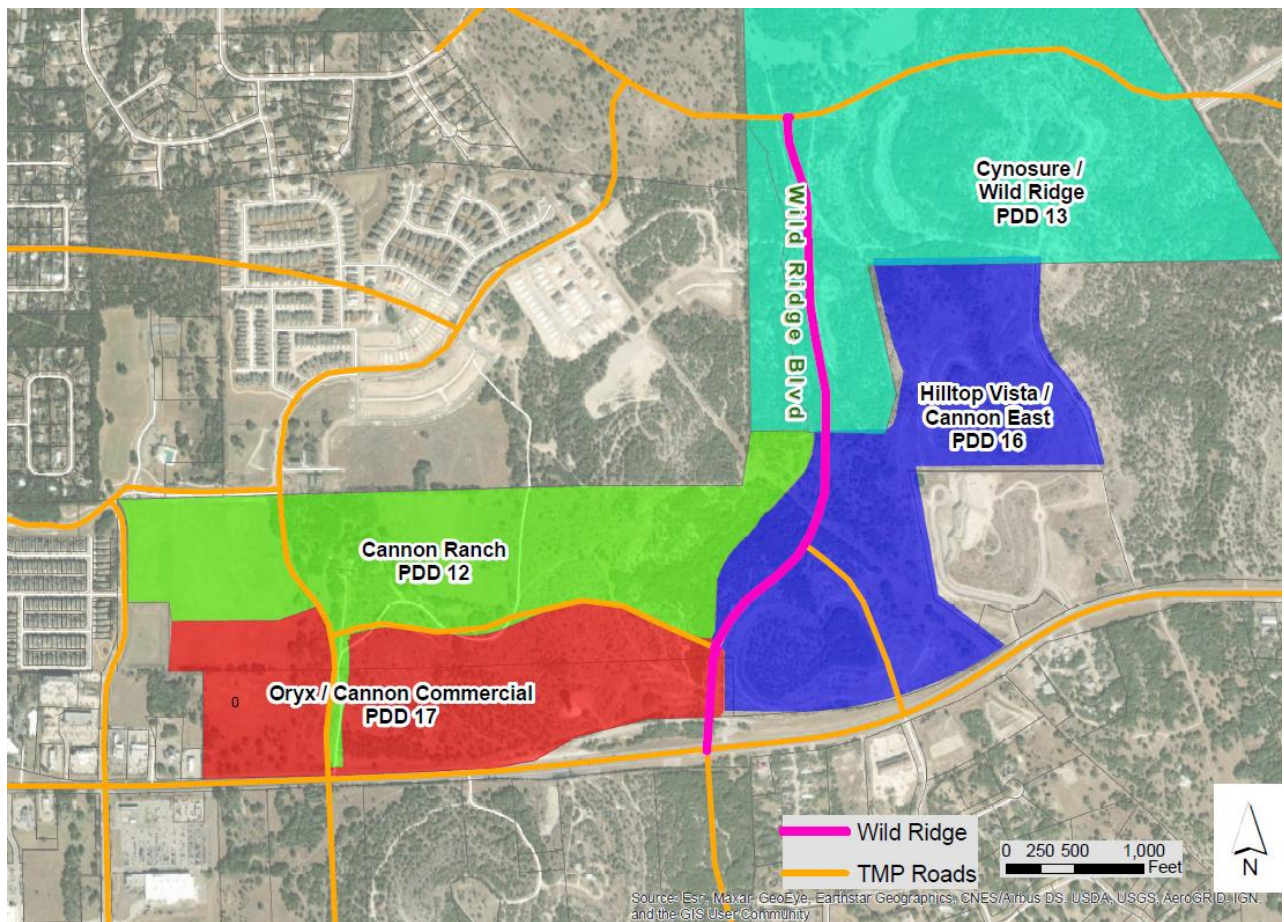 Cynosure /
Wild Ridge
PDD 13
Wild Ridge Blvd
Hilltop Vista /
Cannon East
PDD 16
Cannon Ranch
PDD 12
Oryx / Cannon Commercial
PDD 17
0
Wild Ridge
TMP Roads
0 250 500 1,000
Feet
N
Source: Esri, Maxar, GeoEye, Earthstar Geographics, CNES/Airbus DS, USDA, USGS, AeroGRID, IGN,
and the GIS User Community